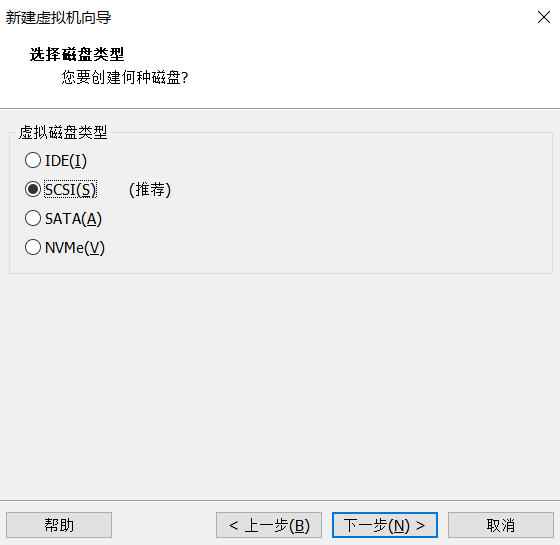 新建虚拟机向导
选择磁盘类型
您要创建何种磁盘?
虚拟磁盘类型
IDE(I)
SCSI(S) (推荐)
SATA(A)
NVMe(V)
帮助 < 上一步(B) 下一步(N) > 取消